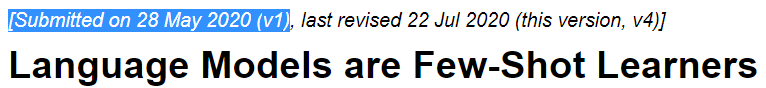 [Submitted on 28 May 2020 (v1), last revised 22 Jul 2020 (this version, v4)]
Language Models are Few-Shot Learners